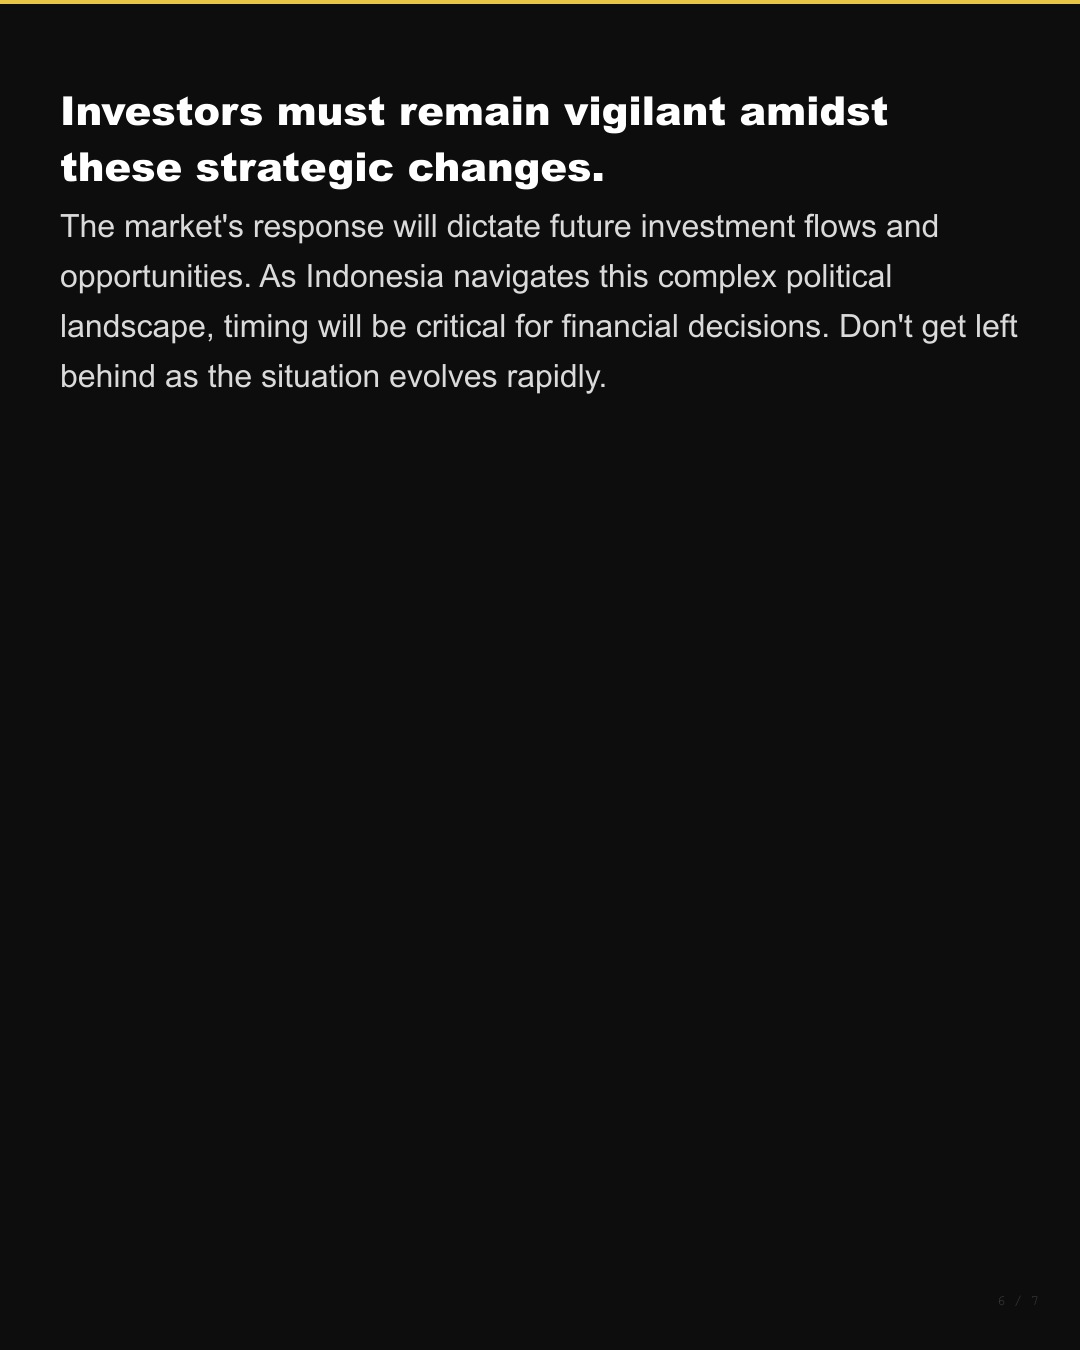 Investors must remain vigilant amidst
these strategic changes.
The market's response will dictate future investment flows and
opportunities. As Indonesia navigates this complex political
landscape, timing will be critical for financial decisions. Don't get left
behind as the situation evolves rapidly.
6 / 7